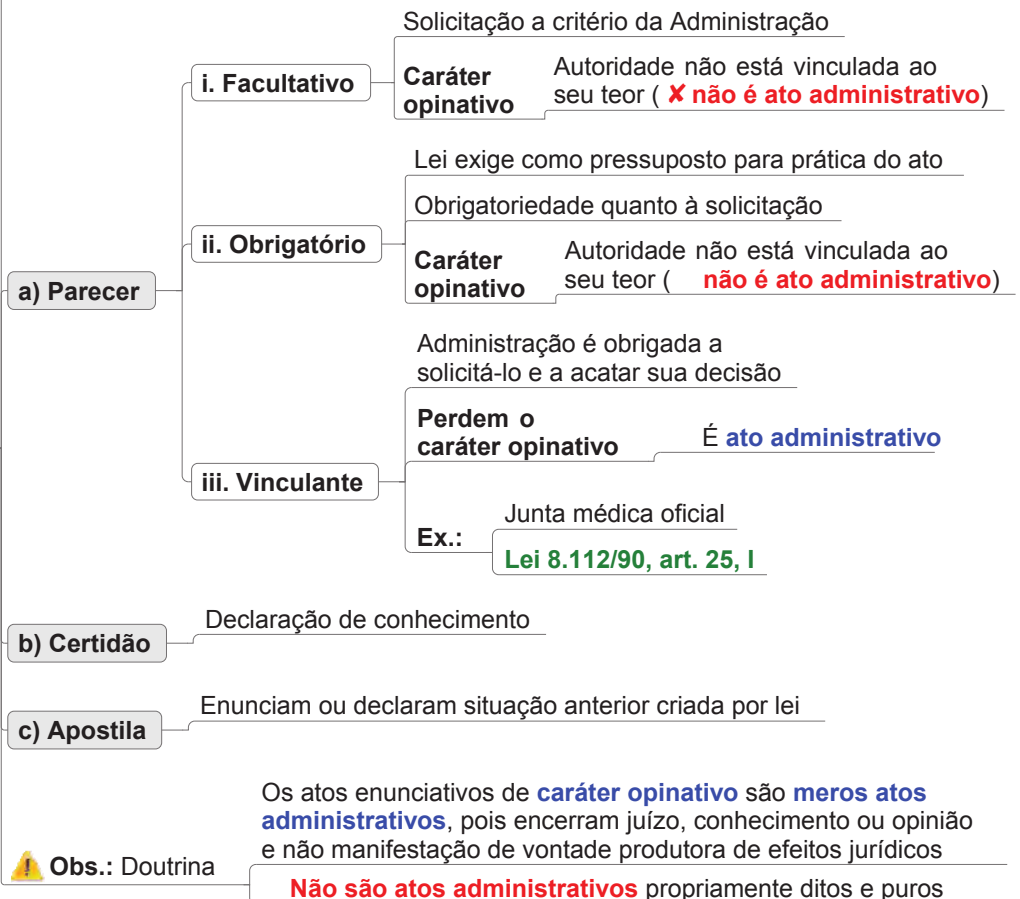 a) Parecer
i. Facultativo
Solicitação a critério da Administração
Caráter
opinativo
Autoridade não está vinculada ao
seu teor ( ✘ não é ato administrativo)
ii. Obrigatório
Lei exige como pressuposto para prática do ato
Obrigatoriedade quanto à solicitação
Caráter
opinativo
Autoridade não está vinculada ao
seu teor ( não é ato administrativo)
iii. Vinculante
Administração é obrigada a
solicitá-lo e a acatar sua decisão
Perdem o
caráter opinativo
É ato administrativo
Ex.:
Junta médica oficial
Lei 8.112/90, art. 25, I
b) Certidão
Declaração de conhecimento
c) Apostila
Enunciam ou declaram situação anterior criada por lei
Obs.: Doutrina
Os atos enunciativos de caráter opinativo são meros atos
administrativos, pois encerram juízo, conhecimento ou opinião
e não manifestação de vontade produtora de efeitos jurídicos
Não são atos administrativos propriamente ditos e puros